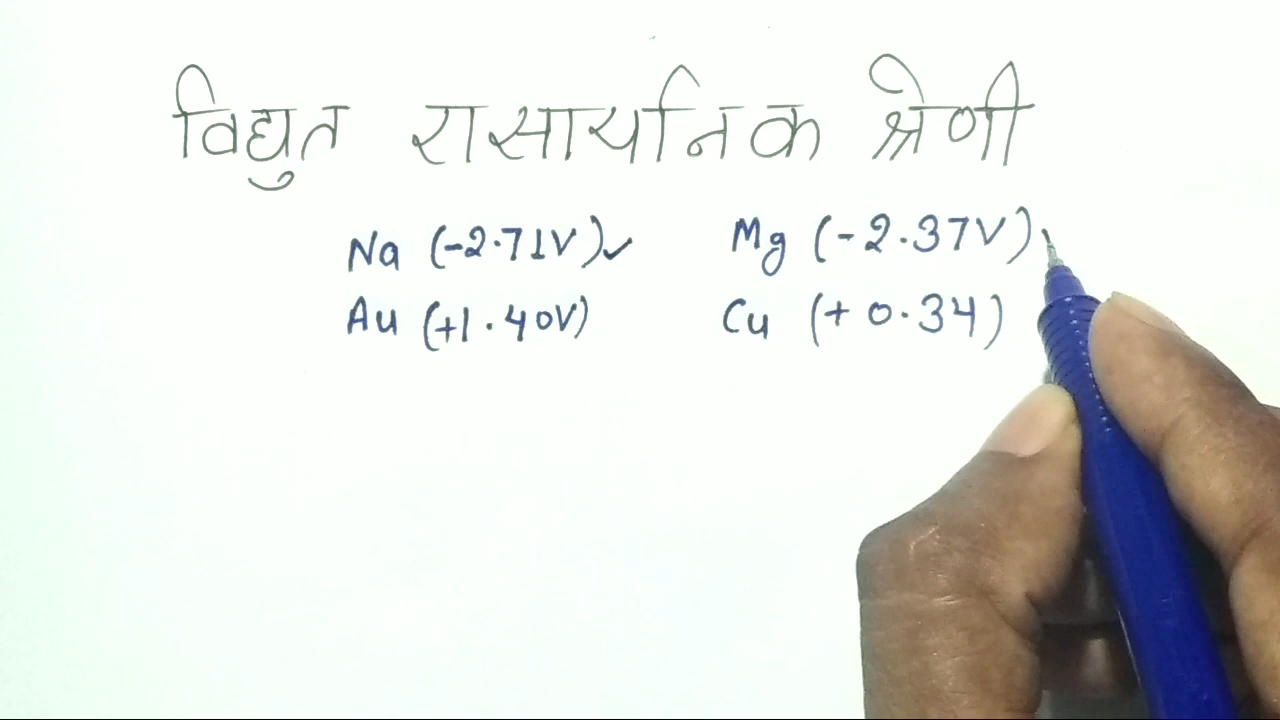 विद्युत रासायनिक श्रेणी
Na (-2.71V)✓ Mg (-2.37V)
Au (+1.40V) Cu (+0.34)